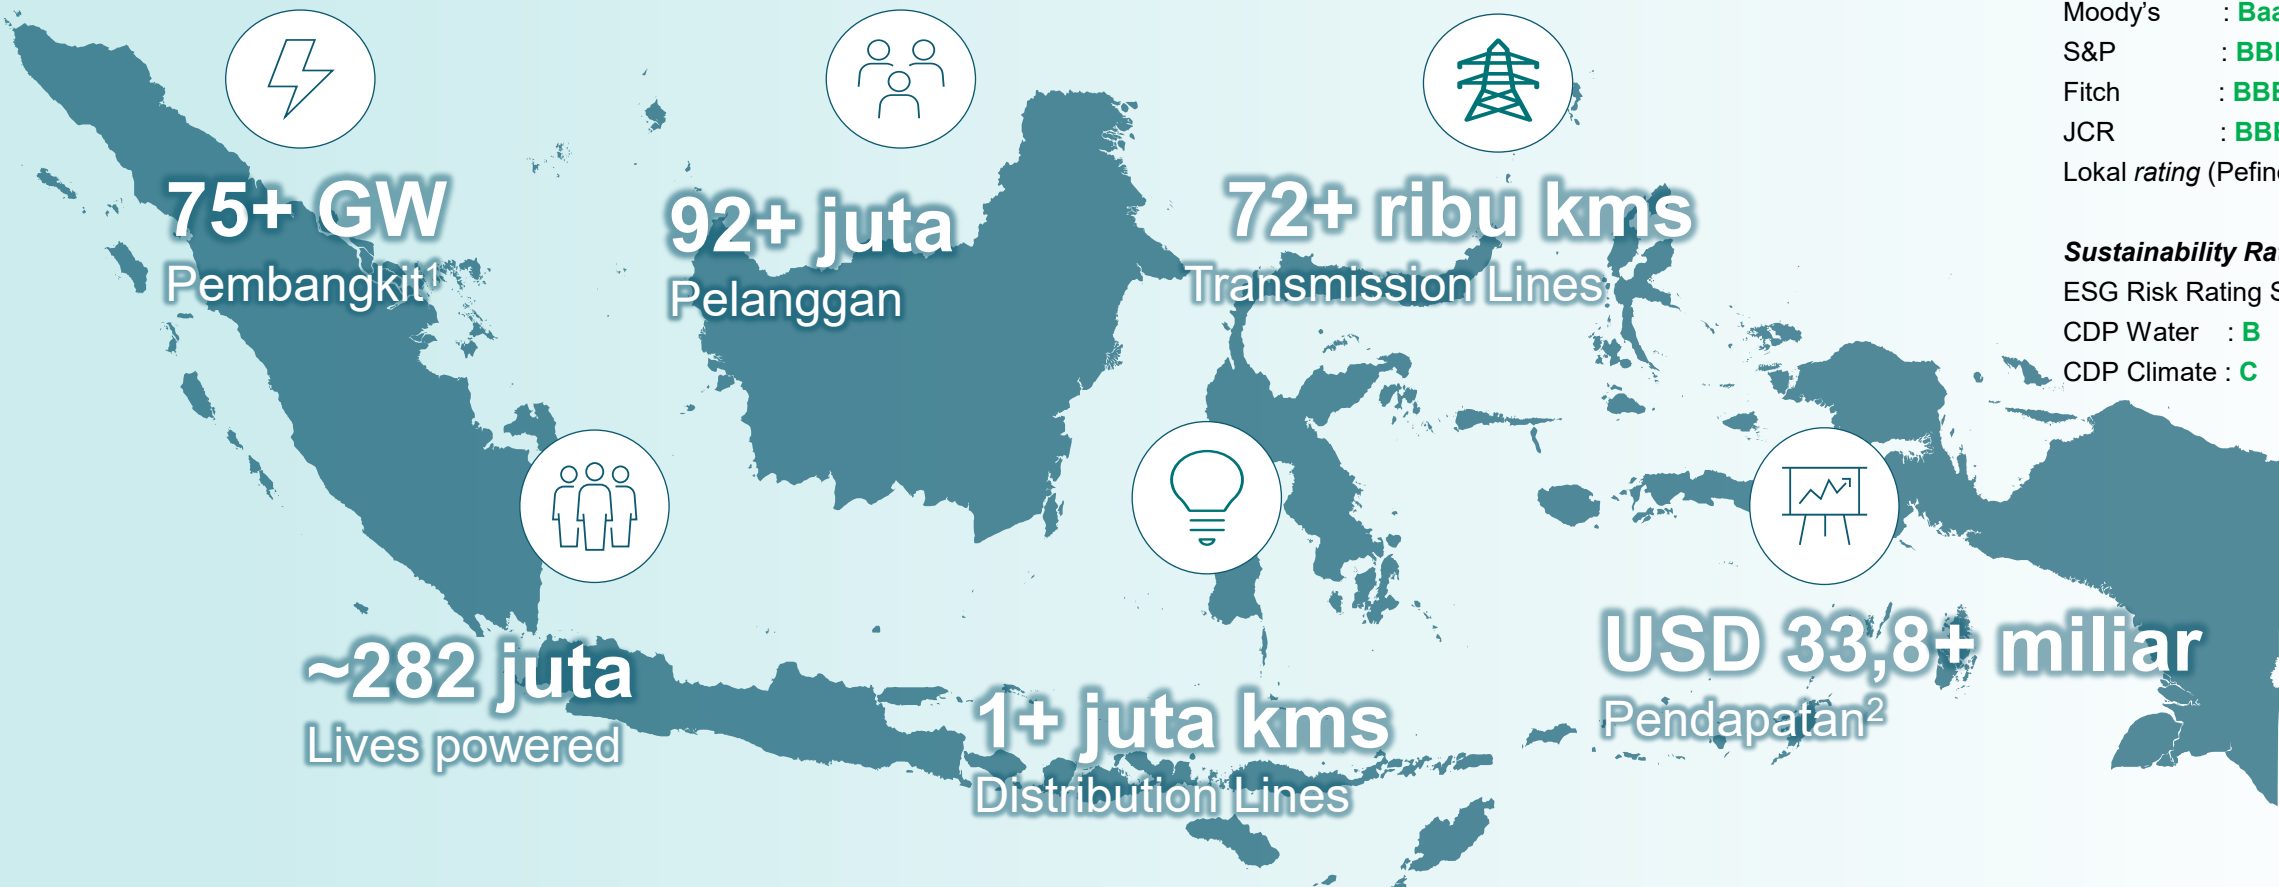 75+ GW
Pembangkit¹
92+ juta
Pelanggan
72+ ribu kms
Transmission Lines
~282 juta
Lives powered
1+ juta kms
Distribution Lines
USD 33,8+ miliar
Pendapatan²
Moody's :
S&P :
Fitch :
JCR :
Lokal rating
Sustainability
ESG Risk Rating
CDP Water : B
CDP Climate : C